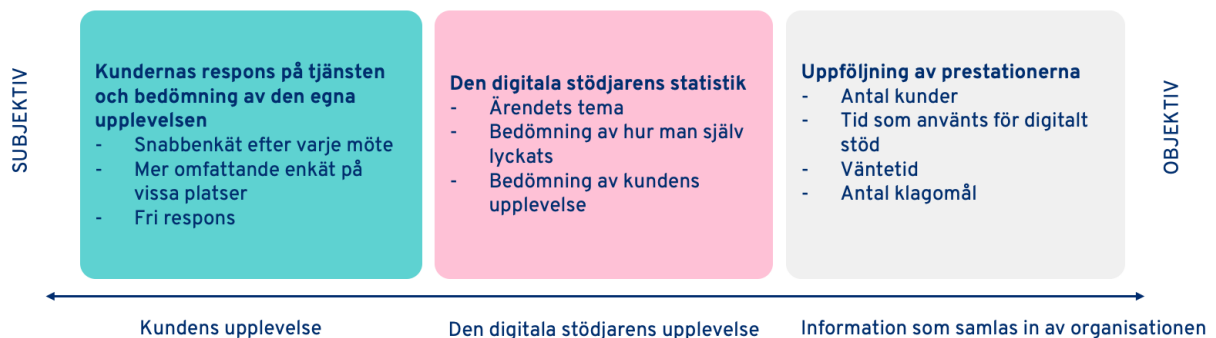 SUBJEKTIV
Kundernas respons på tjänsten
och bedömning av den egna
upplevelsen
- Snabbenkät efter varje möte
- Mer omfattande enkät på
vissa platser
- Fri respons
Den digitala stödjarens statistik
- Ärendets tema
- Bedömning av hur man själv
lyckats
- Bedömning av kundens
upplevelse
Uppföljning av prestationerna
- Antal kunder
- Tid som använts för digitalt
stöd
- Väntetid
- Antal klagomål
OBJEKTIV
Kundens upplevelse
Den digitala stödjarens upplevelse
Information som samlas in av organisationen